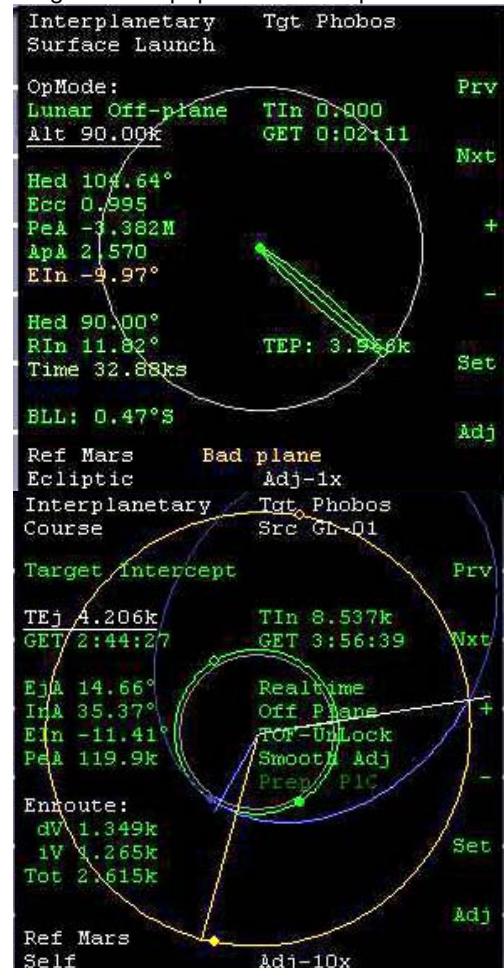 Interplanetary Tgt Phobos
Surface Launch
OpMode:
Prv
Lunar Off-plane TIn 0.000
Alt 90.00k GET 0:02:11
Nxt
Hed 104.64°
Ecc 0.995
PeA -3.382M
+
ApA 2.570
EIn -9.97°
-
Hed 90.00°
RIn 11.82° TEP: 3.966k
Time 32.88ks
Set
BLL: 0.47°S
Adj
Ref Mars Bad plane
Ecliptic Adj-1x
Interplanetary Tgt Phobos
Course Src GL-01
Target Intercept Prv
TEj 4.206k TIn 8.537k
GET 2:44:27 GET 3:56:39 Nxt
EjA 14.66° Realtime
InA 35.37° Off Plane +
EIn -11.41° TOF-UnLock
PeA 119.9k Smooth Adj
-
Enroute:
dV 1.349k
iV 1.265k Set
Tot 2.615k
Adj
Ref Mars
Self Adj-10x